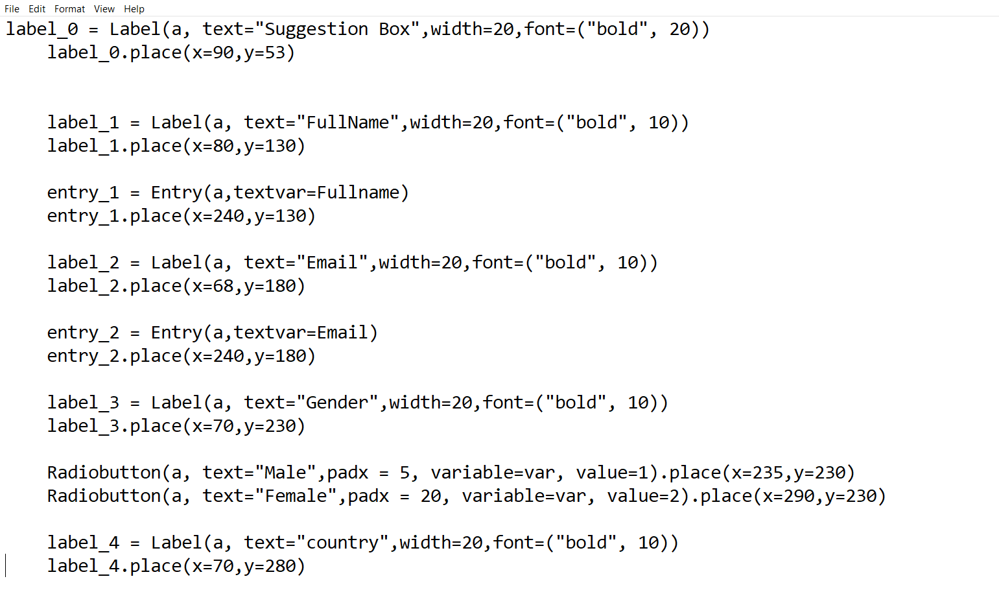 File Edit Format View Help
label_0 = Label(a, text="Suggestion Box",width=20,font=("bold", 20))
    label_0.place(x=90,y=53)


    label_1 = Label(a, text="FullName",width=20,font=("bold", 10))
    label_1.place(x=80,y=130)

    entry_1 = Entry(a,textvar=Fullname)
    entry_1.place(x=240,y=130)

    label_2 = Label(a, text="Email",width=20,font=("bold", 10))
    label_2.place(x=68,y=180)

    entry_2 = Entry(a,textvar=Email)
    entry_2.place(x=240,y=180)

    label_3 = Label(a, text="Gender",width=20,font=("bold", 10))
    label_3.place(x=70,y=230)

    Radiobutton(a, text="Male",padx = 5, variable=var, value=1).place(x=235,y=230)
    Radiobutton(a, text="Female",padx = 20, variable=var, value=2).place(x=290,y=230)

    label_4 = Label(a, text="country",width=20,font=("bold", 10))
    label_4.place(x=70,y=280)